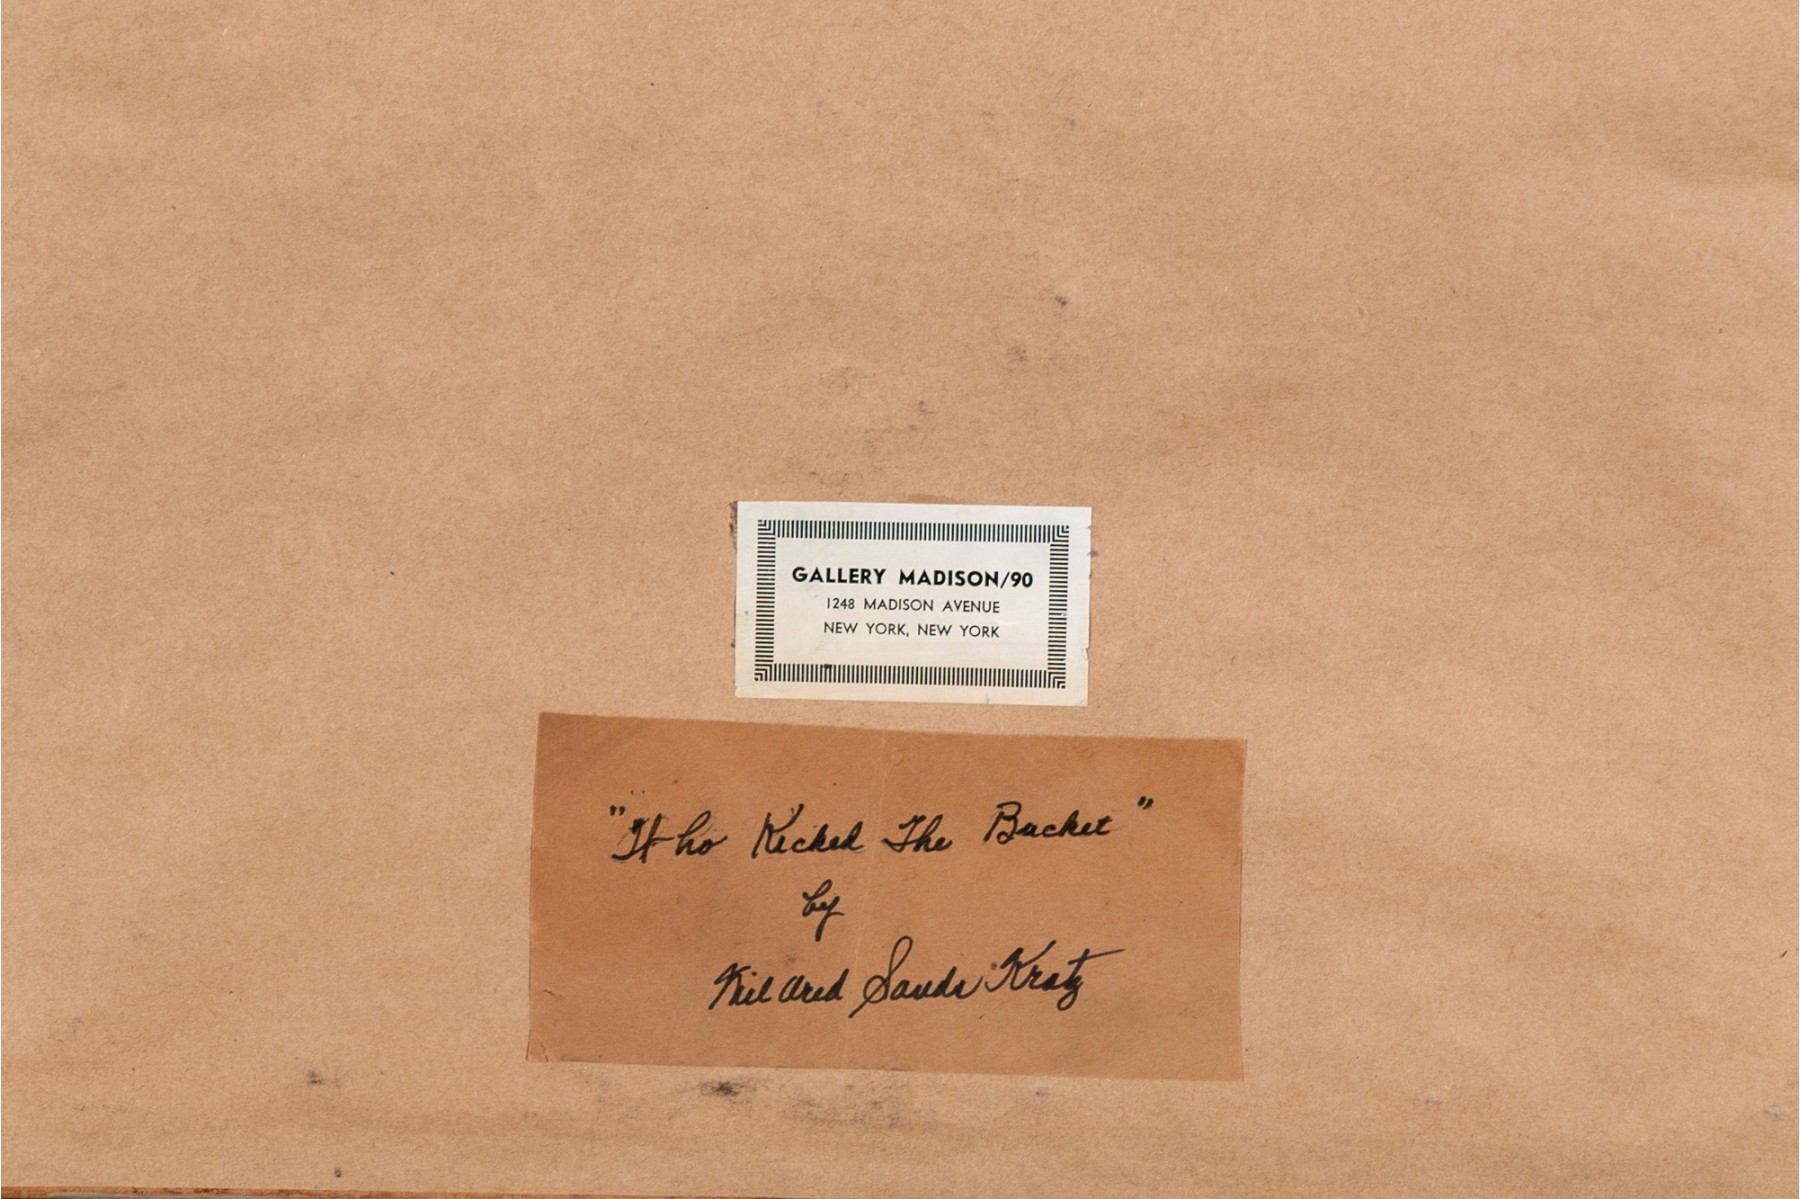 GALLERY MADISON/90
1248 MADISON AVENUE
NEW YORK, NEW YORK
"Who Kicked The Bucket"
by
Mildred Sands Kratz